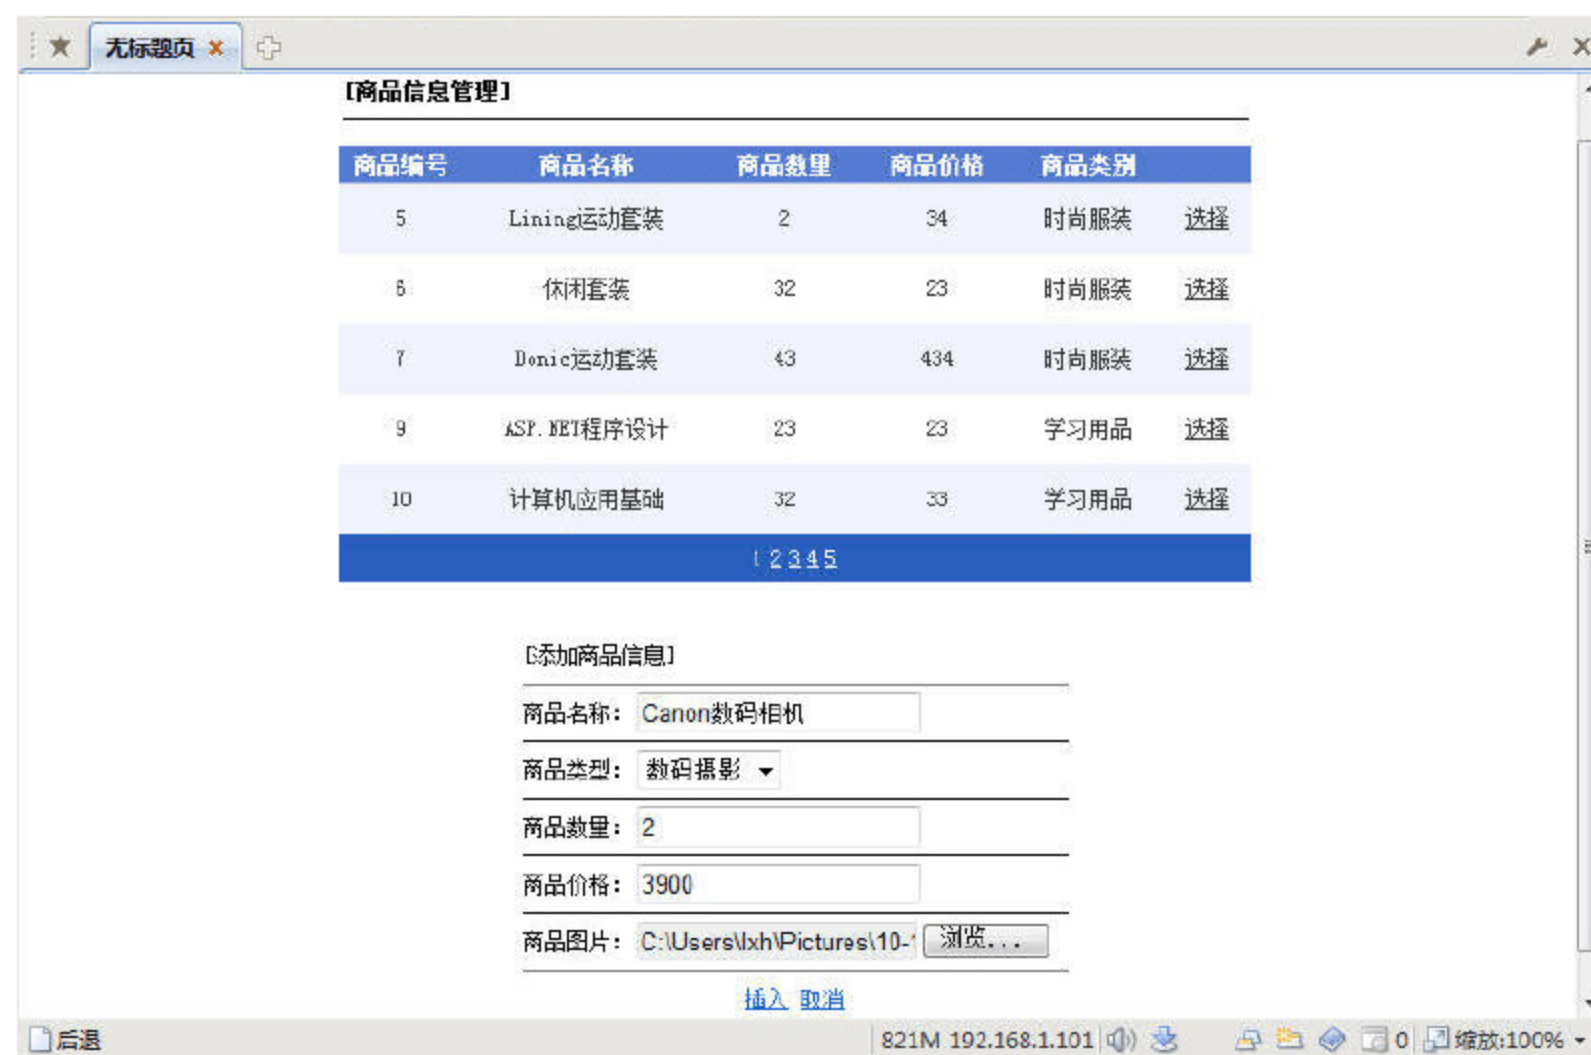 无标题页
[商品信息管理]
商品编号 商品名称 商品数里 商品价格 商品类别
5 Lining运动套装 2 34 时尚服装 选择
6 休闲套装 32 23 时尚服装 选择
7 Donic运动套装 43 434 时尚服装 选择
9 ASP.NET程序设计 23 23 学习用品 选择
10 计算机应用基础 32 33 学习用品 选择
1 2 3 4 5
[添加商品信息]
商品名称： Canon数码相机
商品类型： 数码摄影
商品数量： 2
商品价格： 3900
商品图片： C:\Users\lxh\Pictures\10-1 浏览...
插入 取消
后退 821M 192.168.1.101 0 缩放:100%